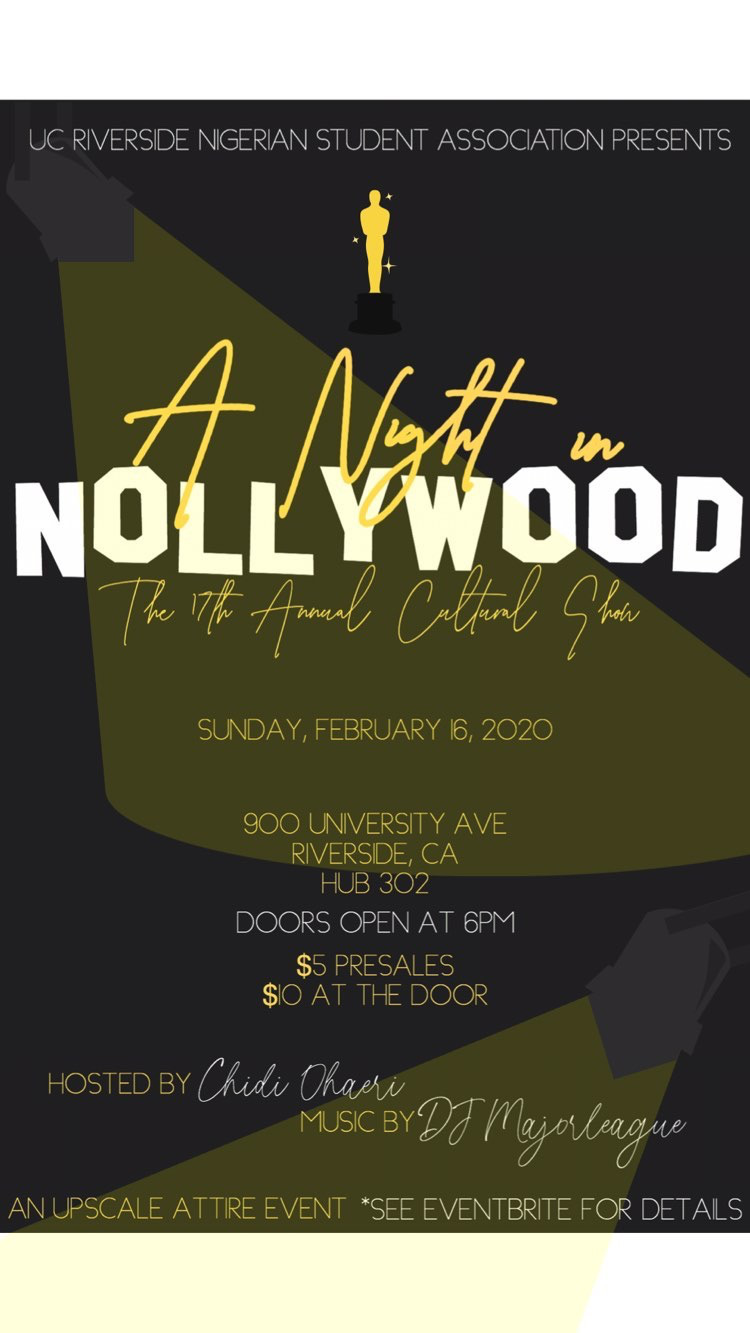 UC RIVERSIDE NIGERIAN STUDENT ASSOCIATION PRESENTS
A Night in
NOLLYWOOD
The 17th Annual Cultural Show
SUNDAY, FEBRUARY 16, 2020
900 UNIVERSITY AVE
RIVERSIDE, CA
HUB 302
DOORS OPEN AT 6PM
$5 PRESALES
$10 AT THE DOOR
HOSTED BY Chidi Ohaeri
MUSIC BY DJ Majorleague
AN UPSCALE ATTIRE EVENT *SEE EVENTBRITE FOR DETAILS